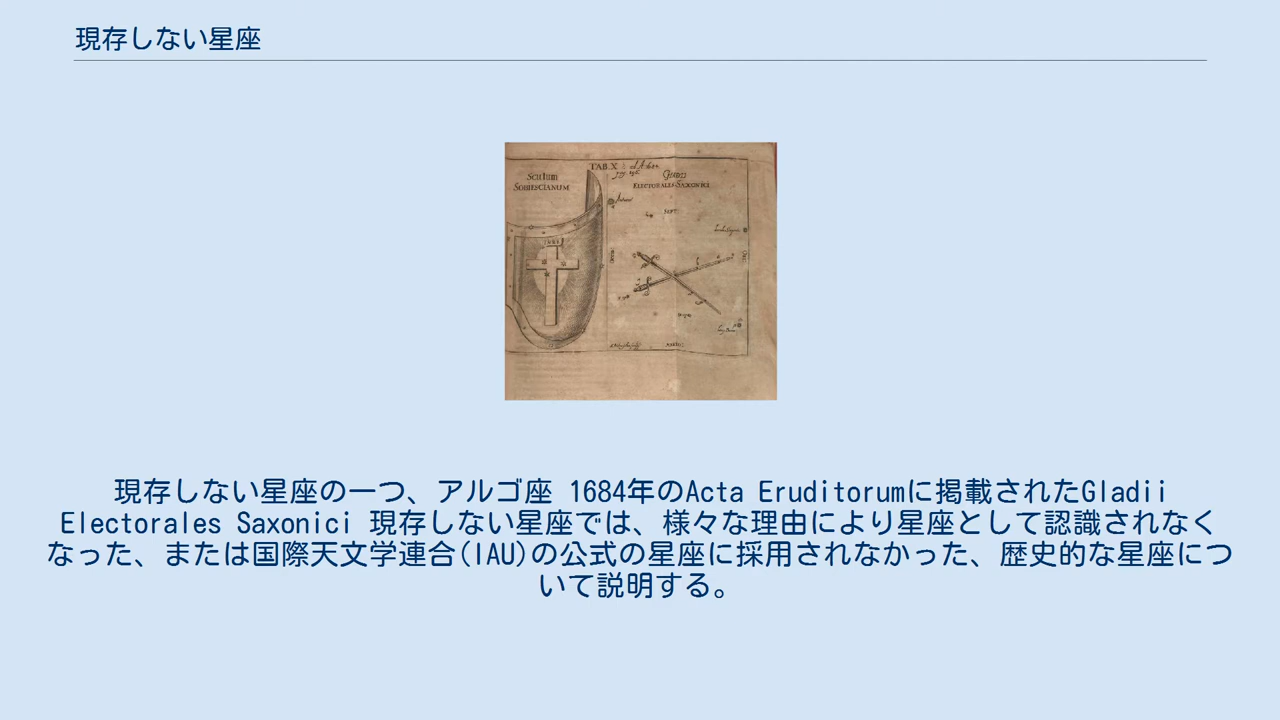 現存しない星座
TAB. X
Scutum
SOBIESCIANUM
ELECTORALES SAXONICI
SEPT
1683
現存しない星座の一つ、アルゴ座 1684年のActa Eruditorumに掲載されたGladii
Electorales Saxonici 現存しない星座では、様々な理由により星座として認識されなく
なった、または国際天文学連合(IAU)の公式の星座に採用されなかった、歴史的な星座につ
いて説明する。